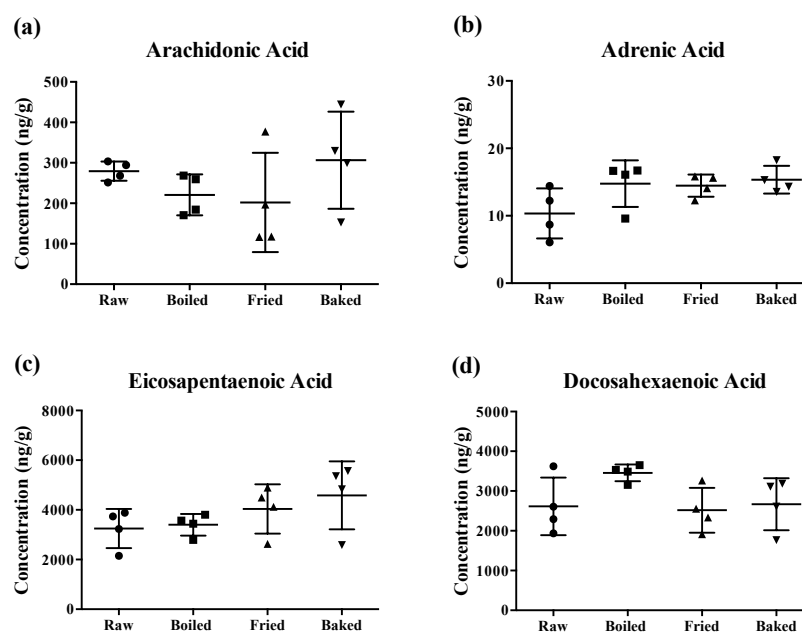 (a)
Arachidonic Acid
Concentration (ng/g)
500
400
300
200
100
0
Raw Boiled Fried Baked
(b)
Adrenic Acid
Concentration (ng/g)
30
20
10
0
Raw Boiled Fried Baked
(c)
Eicosapentaenoic Acid
Concentration (ng/g)
8000
6000
4000
2000
0
Raw Boiled Fried Baked
(d)
Docosahexaenoic Acid
Concentration (ng/g)
5000
4000
3000
2000
1000
0
Raw Boiled Fried Baked